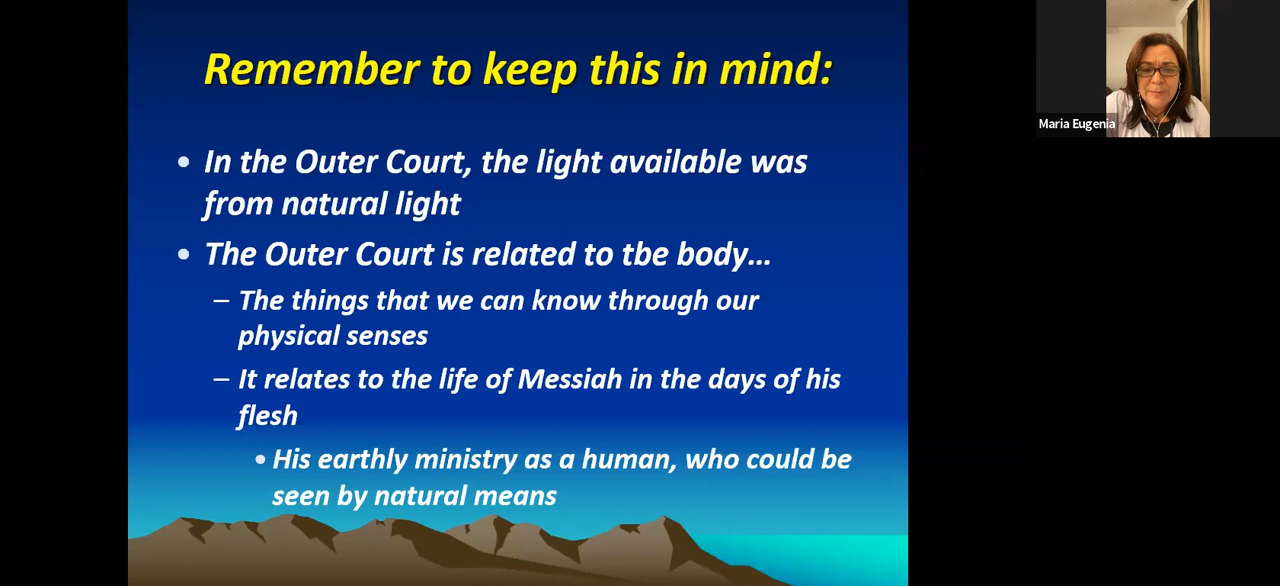 Remember to keep this in mind:
• In the Outer Court, the light available was
from natural light
• The Outer Court is related to tbe body...
– The things that we can know through our
physical senses
– It relates to the life of Messiah in the days of his
flesh
• His earthly ministry as a human, who could be
seen by natural means
Maria Eugenia